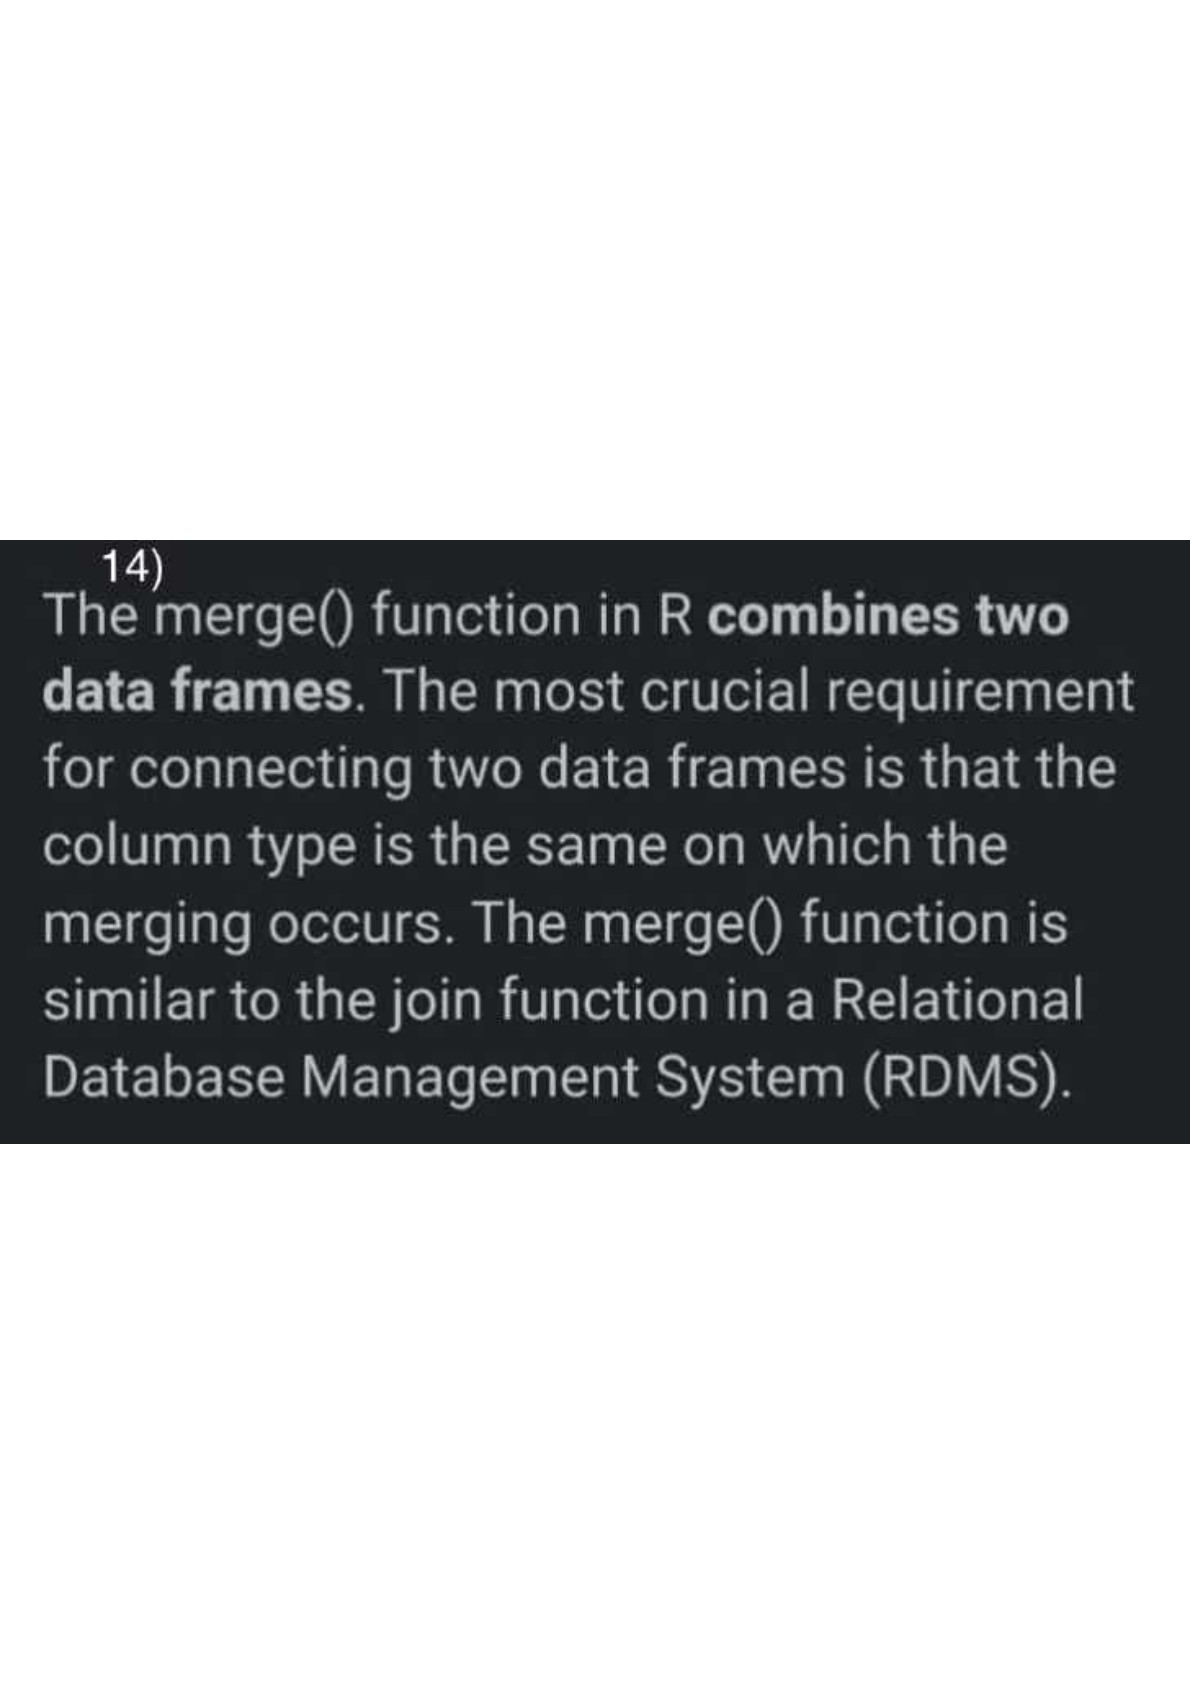 14)
The merge() function in R combines two
data frames. The most crucial requirement
for connecting two data frames is that the
column type is the same on which the
merging occurs. The merge() function is
similar to the join function in a Relational
Database Management System (RDMS).